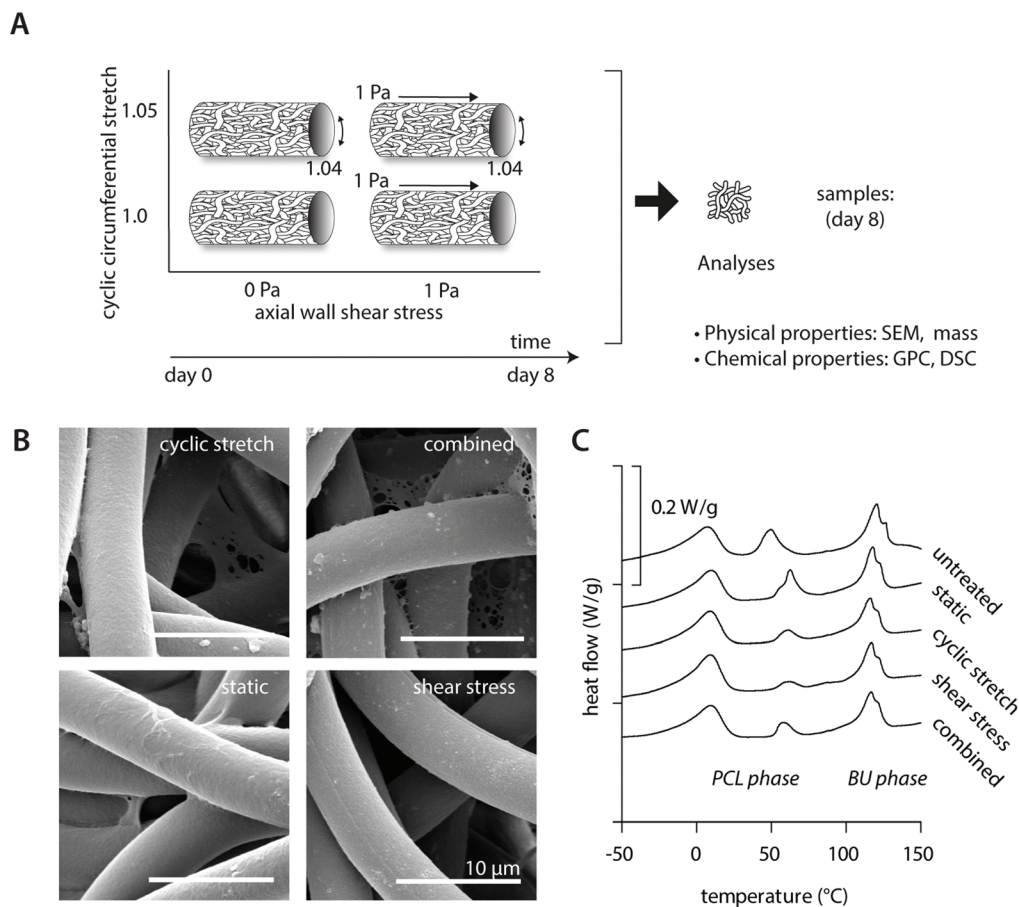 A
cyclic circumferential stretch
1.05
1.0
1 Pa
1.04
1.04
1 Pa
0 Pa
1 Pa
axial wall shear stress
time
day 0
day 8
samples:
(day 8)
Analyses
• Physical properties: SEM, mass
• Chemical properties: GPC, DSC
B
cyclic stretch
combined
static
shear stress
10 µm
C
heat flow (W/g)
0.2 W/g
untreated
static
cyclic stretch
shear stress
combined
PCL phase
BU phase
-50
0
50
100
150
temperature (°C)